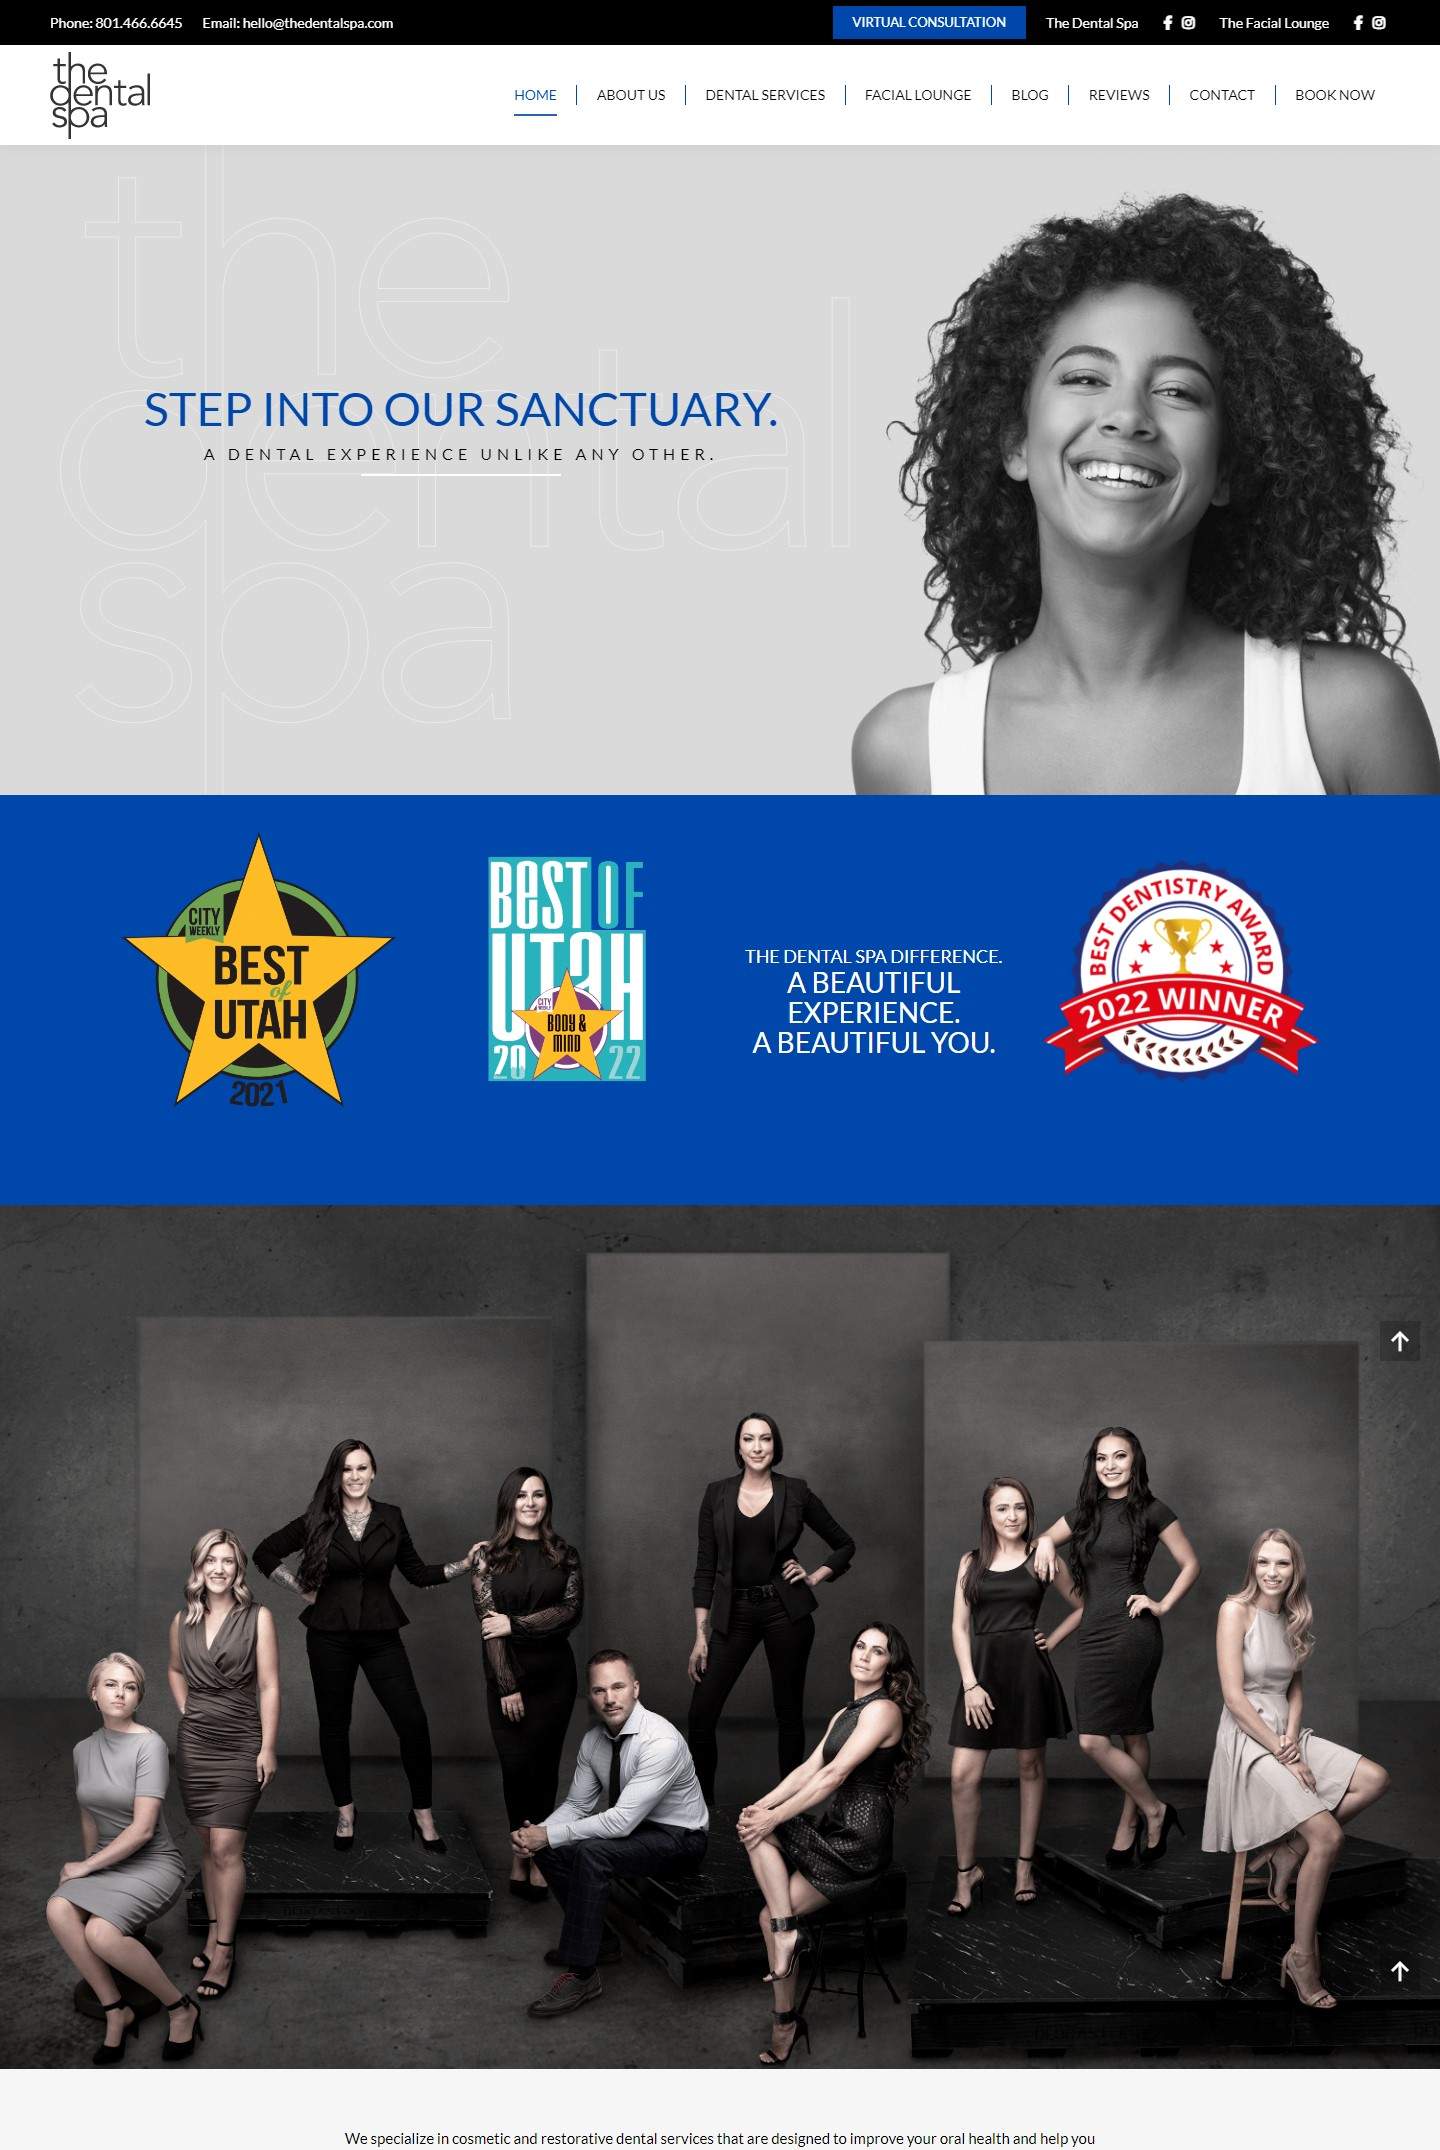 Phone: 801.466.6645 Email: hello@thedentalspa.com VIRTUAL CONSULTATION The Dental Spa The Facial Lounge
the
dental
spa
HOME ABOUT US DENTAL SERVICES FACIAL LOUNGE BLOG REVIEWS CONTACT BOOK NOW
the
dental
spa
STEP INTO OUR SANCTUARY.
A DENTAL EXPERIENCE UNLIKE ANY OTHER.
CITY
WEEKLY
BEST
of
UTAH
2021
BEST OF
UTAH
CITY
WEEKLY
BODY &
MIND
20 22
THE DENTAL SPA DIFFERENCE.
A BEAUTIFUL
EXPERIENCE.
A BEAUTIFUL YOU.
BEST DENTISTRY AWARD
2022 WINNER
We specialize in cosmetic and restorative dental services that are designed to improve your oral health and help you